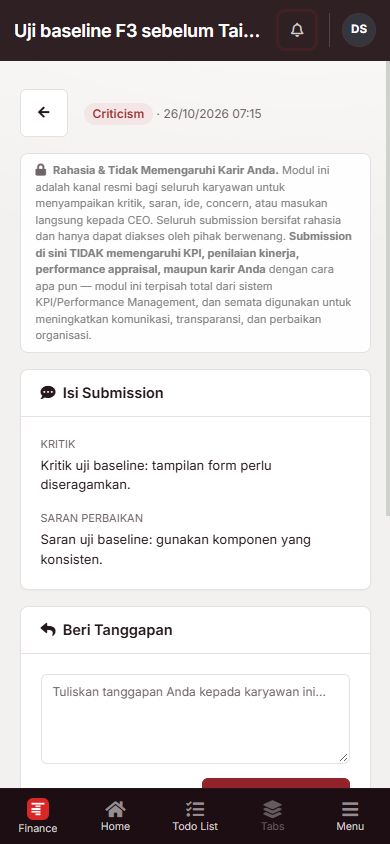 Uji baseline F3 sebelum Tai...
DS
Criticism · 26/10/2026 07:15
Rahasia & Tidak Memengaruhi Karir Anda. Modul ini
adalah kanal resmi bagi seluruh karyawan untuk
menyampaikan kritik, saran, ide, concern, atau masukan
langsung kepada CEO. Seluruh submission bersifat rahasia
dan hanya dapat diakses oleh pihak berwenang. Submission
di sini TIDAK memengaruhi KPI, penilaian kinerja,
performance appraisal, maupun karir Anda dengan cara
apa pun — modul ini terpisah total dari sistem
KPI/Performance Management, dan semata digunakan untuk
meningkatkan komunikasi, transparansi, dan perbaikan
organisasi.
Isi Submission
KRITIK
Kritik uji baseline: tampilan form perlu
diseragamkan.
SARAN PERBAIKAN
Saran uji baseline: gunakan komponen yang
konsisten.
Beri Tanggapan
Tuliskan tanggapan Anda kepada karyawan ini...
Finance
Home
Todo List
Tabs
Menu